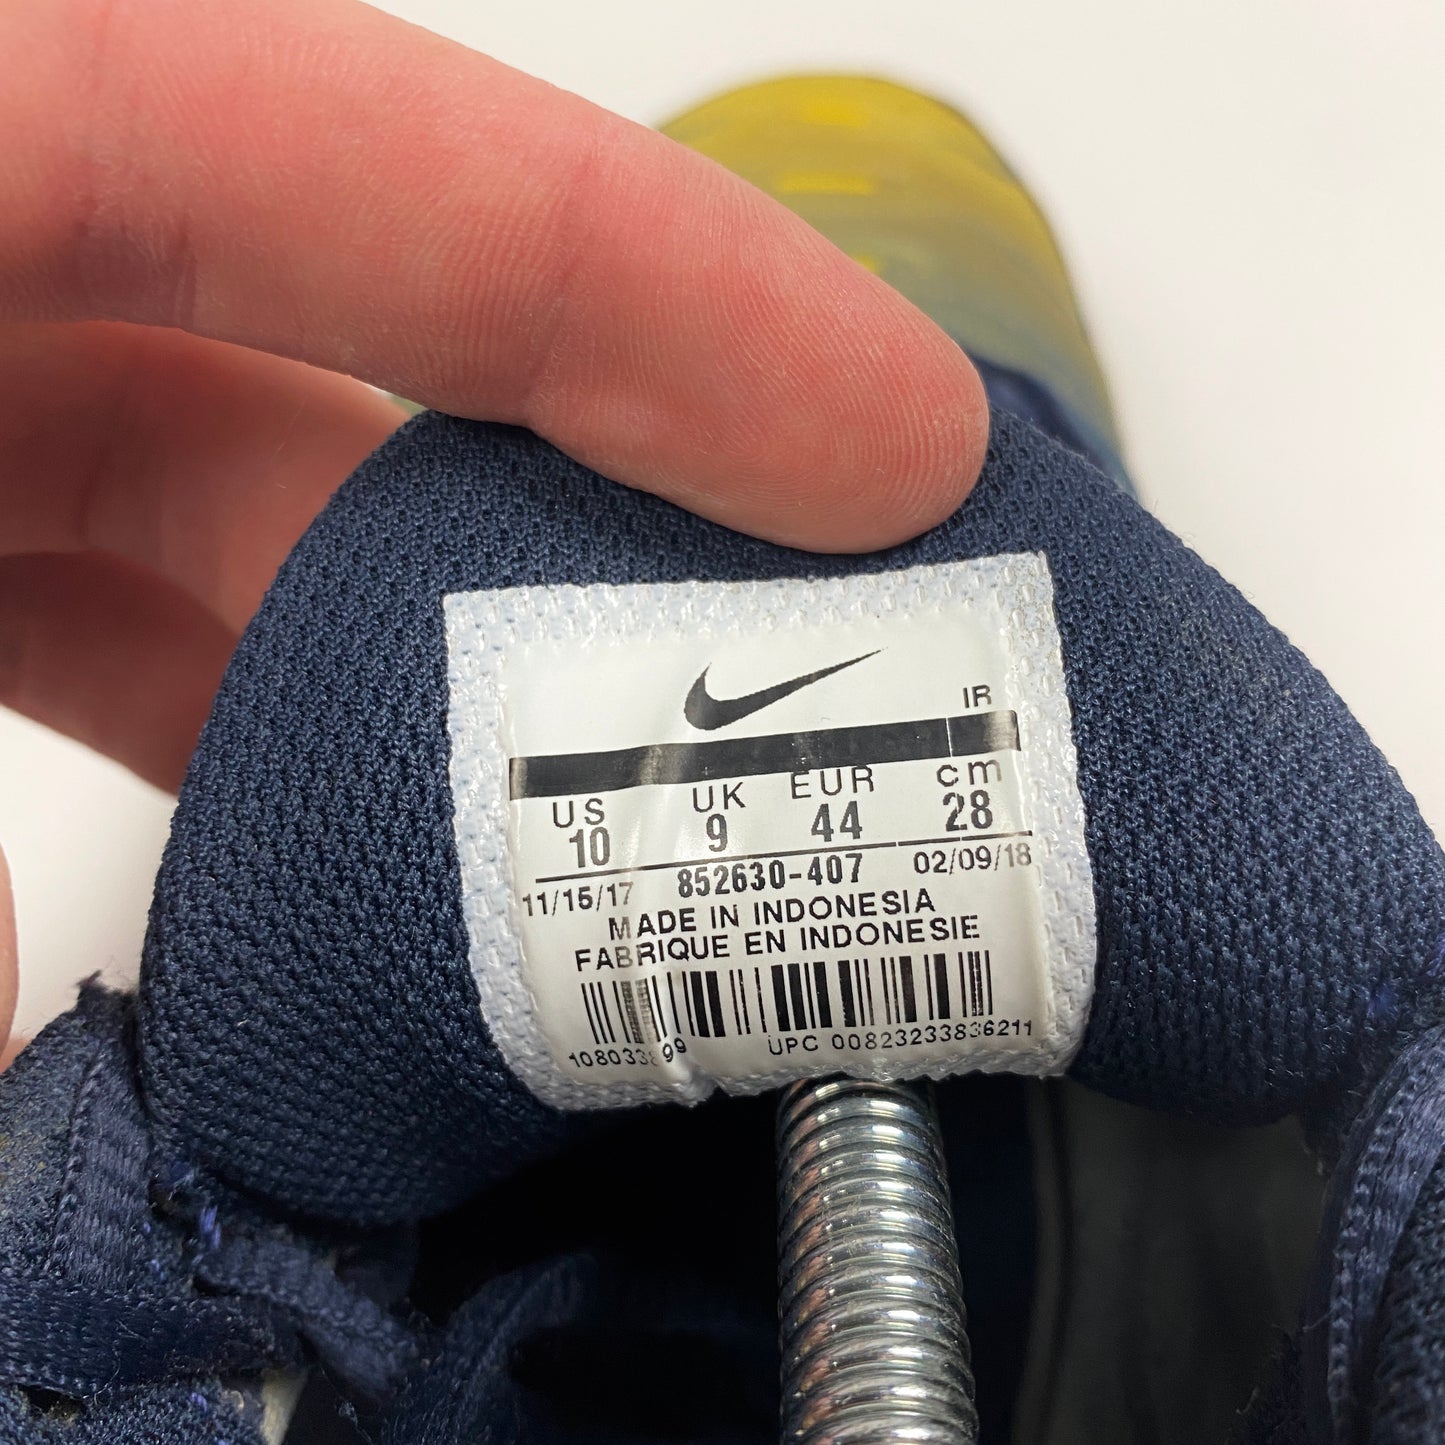 IR
US UK EUR cm
10 9 44 28
11/15/17 852630-407 02/09/18
MADE IN INDONESIA
FABRIQUE EN INDONESIE
UPC 00823233836211